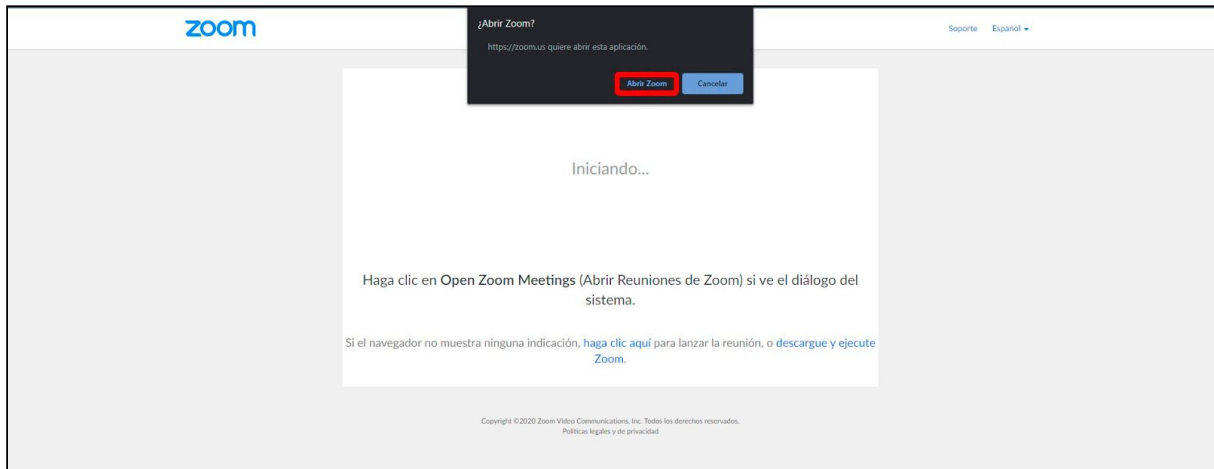 zoom
¿Abrir Zoom?
https://zoom.us quiere abrir esta aplicación.
Abrir Zoom Cancelar
Soporte Español
Iniciando...
Haga clic en Open Zoom Meetings (Abrir Reuniones de Zoom) si ve el diálogo del
sistema.
Si el navegador no muestra ninguna indicación, haga clic aquí para lanzar la reunión, o descargue y ejecute
Zoom.
Copyright ©2020 Zoom Video Communications, Inc. Todos los derechos reservados.
Políticas legales y de privacidad